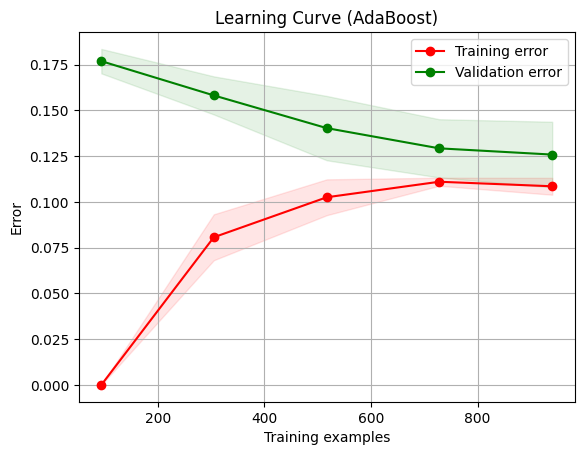 Learning Curve (AdaBoost)
Training error
Validation error
0.175
0.150
0.125
0.100
0.075
0.050
0.025
0.000
Error
200
400
600
800
Training examples